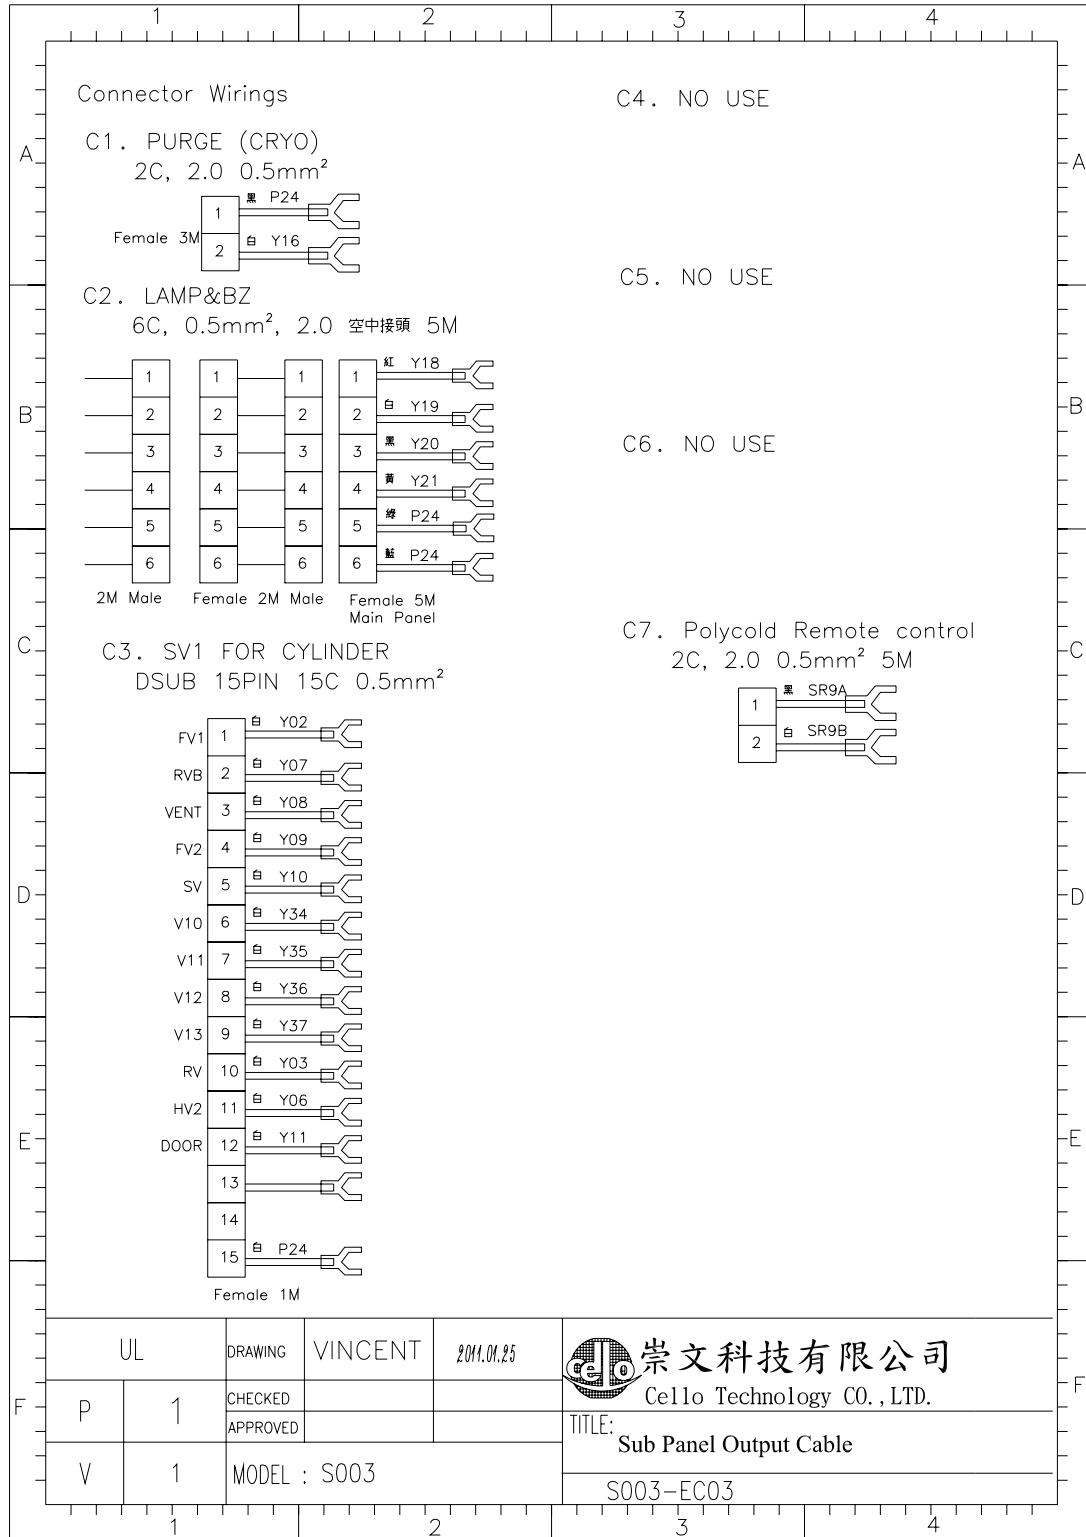 1 2 3 4
Connector Wirings
C1. PURGE (CRYO)
2C, 2.0 0.5mm²
Female 3M
1 黑 P24
2 白 Y16
C2. LAMP&BZ
6C, 0.5mm², 2.0 空中接頭 5M
1 1 1 1 紅 Y18
2 2 2 2 白 Y19
3 3 3 3 黑 Y20
4 4 4 4 黃 Y21
5 5 5 5 綠 P24
6 6 6 6 藍 P24
2M Male
Female 2M Male
Female 5M
Main Panel
C3. SV1 FOR CYLINDER
DSUB 15PIN 15C 0.5mm²
FV1 1 白 Y02
RVB 2 白 Y07
VENT 3 白 Y08
FV2 4 白 Y09
SV 5 白 Y10
V10 6 白 Y34
V11 7 白 Y35
V12 8 白 Y36
V13 9 白 Y37
RV 10 白 Y03
HV2 11 白 Y06
DOOR 12 白 Y11
13
14
15 白 P24
Female 1M
C4. NO USE
C5. NO USE
C6. NO USE
C7. Polycold Remote control
2C, 2.0 0.5mm² 5M
1 黑 SR9A
2 白 SR9B
A A
B B
C C
D D
E E
F F
UL
DRAWING VINCENT 2011.01.25
P 1
CHECKED
APPROVED
V 1
MODEL : S003
cello
崇文科技有限公司
Cello Technology CO.,LTD.
TITLE:
Sub Panel Output Cable
S003-EC03
1 2 3 4